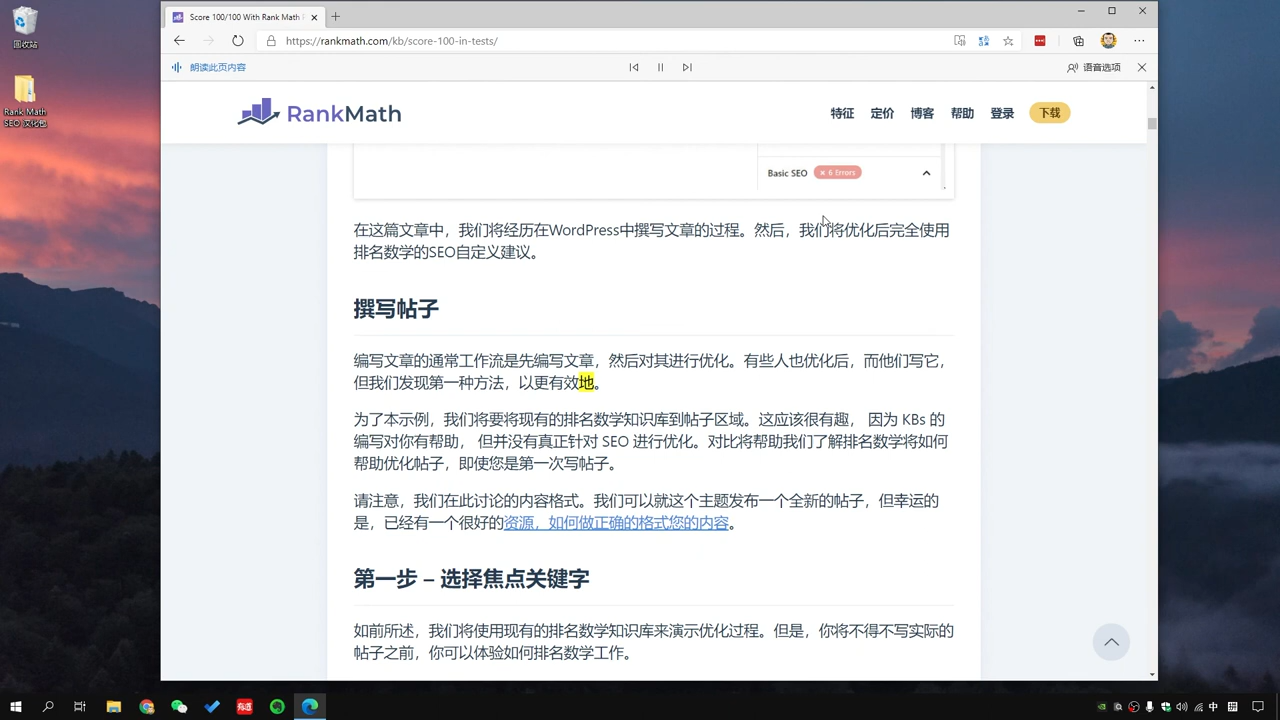 回收站
Rank Math
SEO 汉化包
Score 100/100 With Rank Math
https://rankmath.com/kb/score-100-in-tests/
朗读此页内容
语音选项
RankMath
特征 定价 博客 帮助 登录 下载
Basic SEO × 6 Errors
在这篇文章中，我们将经历在WordPress中撰写文章的过程。然后，我们将优化后完全使用
排名数学的SEO自定义建议。
撰写帖子
编写文章的通常工作流是先编写文章，然后对其进行优化。有些人也优化后，而他们写它，
但我们发现第一种方法，以更有效地。
为了本示例，我们将要将现有的排名数学知识库到帖子区域。这应该很有趣， 因为 KBs 的
编写对你有帮助， 但并没有真正针对 SEO 进行优化。对比将帮助我们了解排名数学将如何
帮助优化帖子，即使您是第一次写帖子。
请注意，我们在此讨论的内容格式。我们可以就这个主题发布一个全新的帖子，但幸运的
是，已经有一个很好的资源，如何做正确的格式您的内容。
第一步 – 选择焦点关键字
如前所述，我们将使用现有的排名数学知识库来演示优化过程。但是，你将不得不写实际的
帖子之前，你可以体验如何排名数学工作。
有道
中
拼